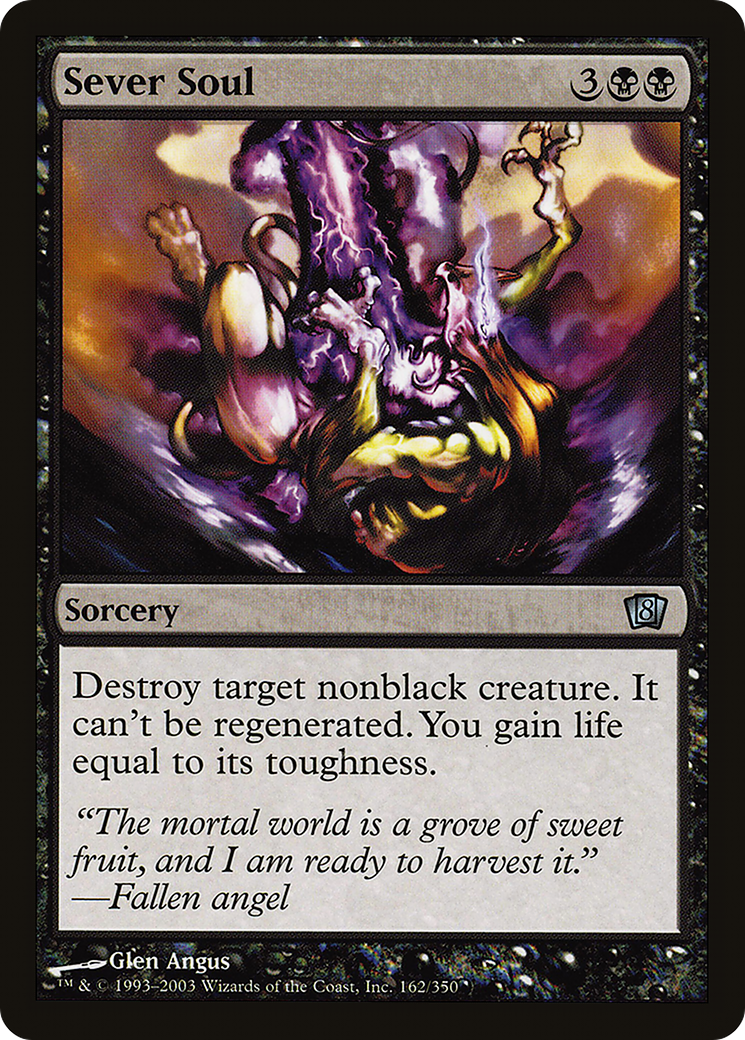 Sever Soul
3
Sorcery
8
Destroy target nonblack creature. It
can't be regenerated. You gain life
equal to its toughness.
“The mortal world is a grove of sweet
fruit, and I am ready to harvest it.”
—Fallen angel
Glen Angus
™ & © 1993–2003 Wizards of the Coast, Inc. 162/350